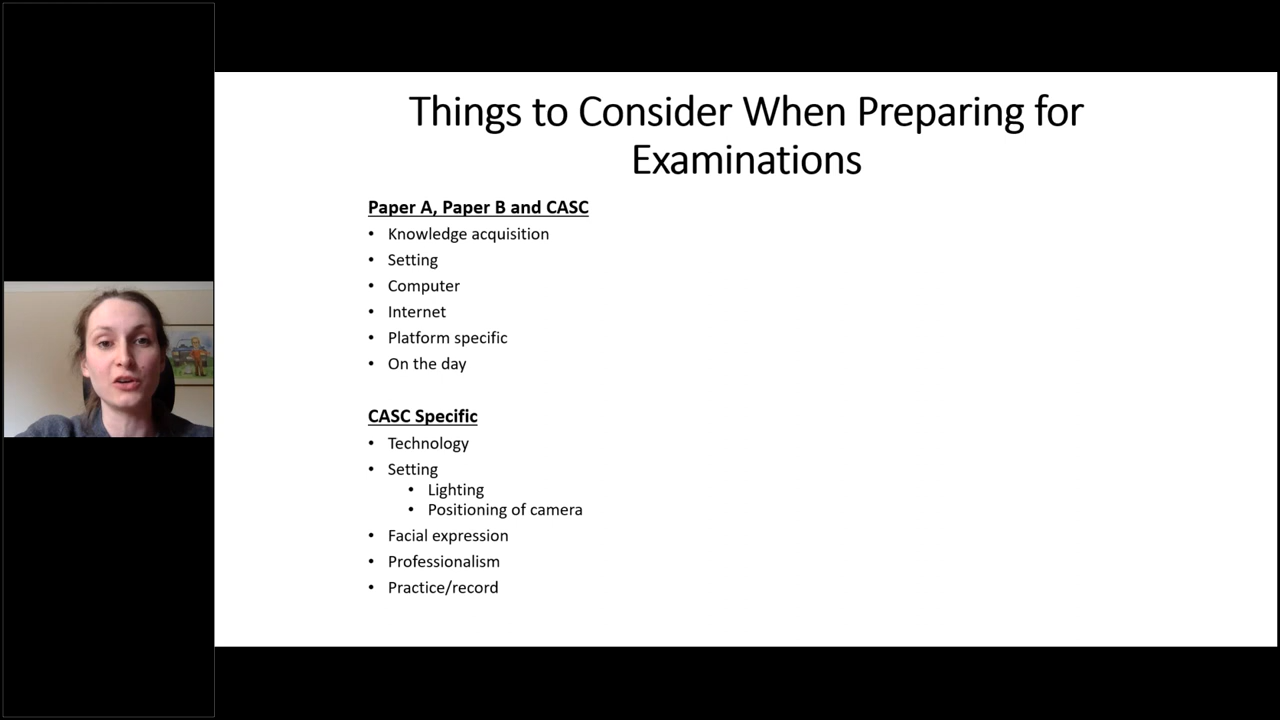 Things to Consider When Preparing for
Examinations
Paper A, Paper B and CASC
• Knowledge acquisition
• Setting
• Computer
• Internet
• Platform specific
• On the day
CASC Specific
• Technology
• Setting
• Lighting
• Positioning of camera
• Facial expression
• Professionalism
• Practice/record